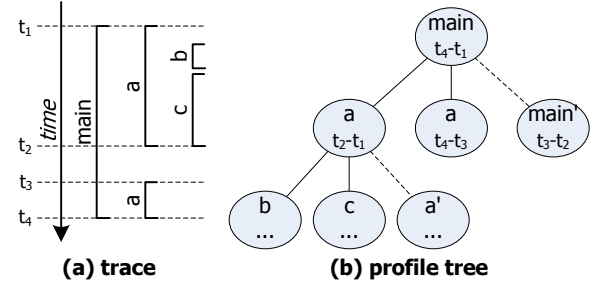 t1
t2
t3
t4
time
main
a
b
c
a
(a) trace
main
t4-t1
a
t2-t1
a
t4-t3
main'
t3-t2
b
...
c
...
a'
...
(b) profile tree